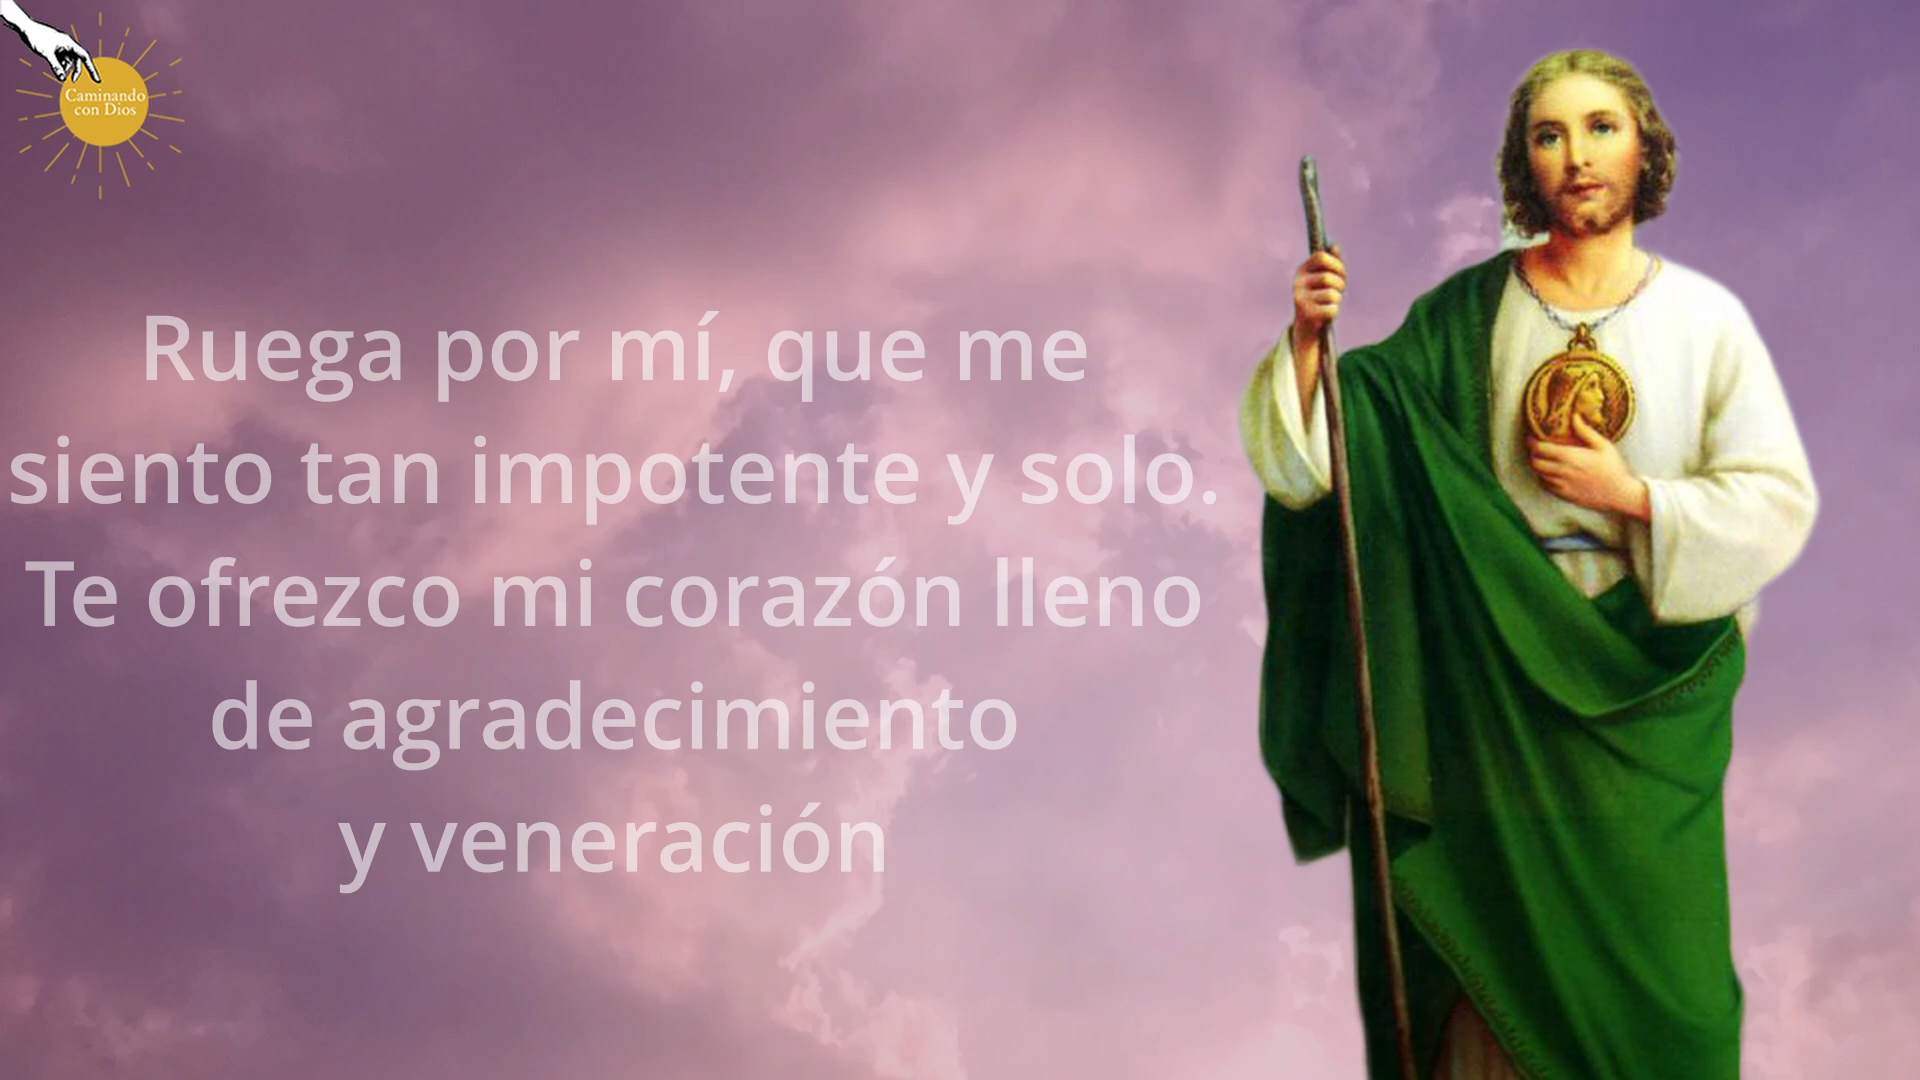 Caminando
con Dios
Ruega por mí, que me
siento tan impotente y solo.
Te ofrezco mi corazón lleno
de agradecimiento
y veneración